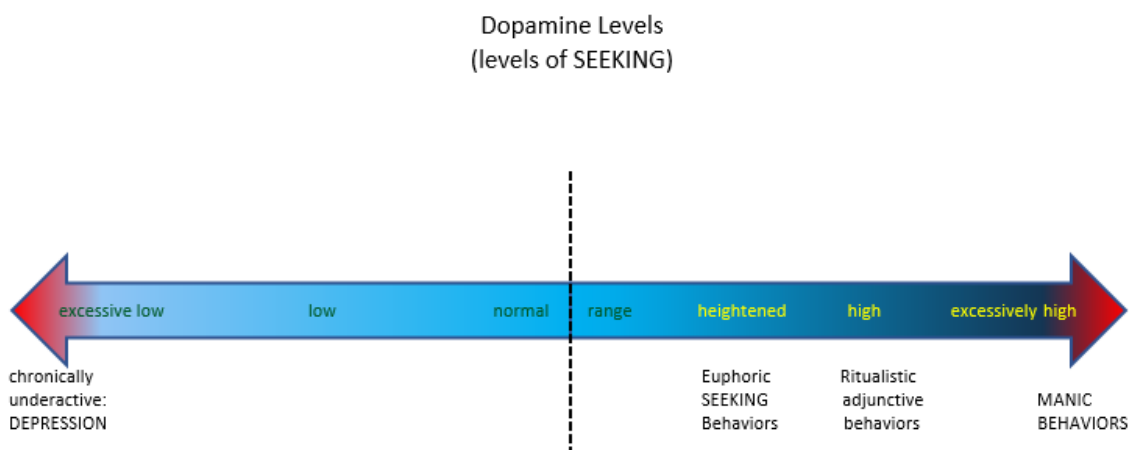 Dopamine Levels
(levels of SEEKING)
excessive low low normal range heightened high excessively high
chronically
underactive:
DEPRESSION
Euphoric
SEEKING
Behaviors
Ritualistic
adjunctive
behaviors
MANIC
BEHAVIORS